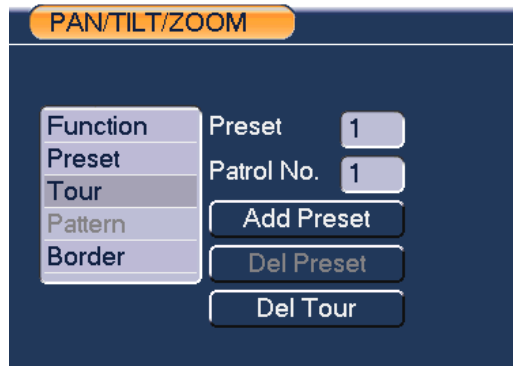 PAN/TILT/ZOOM
Function
Preset
Tour
Pattern
Border
Preset 1
Patrol No. 1
Add Preset
Del Preset
Del Tour